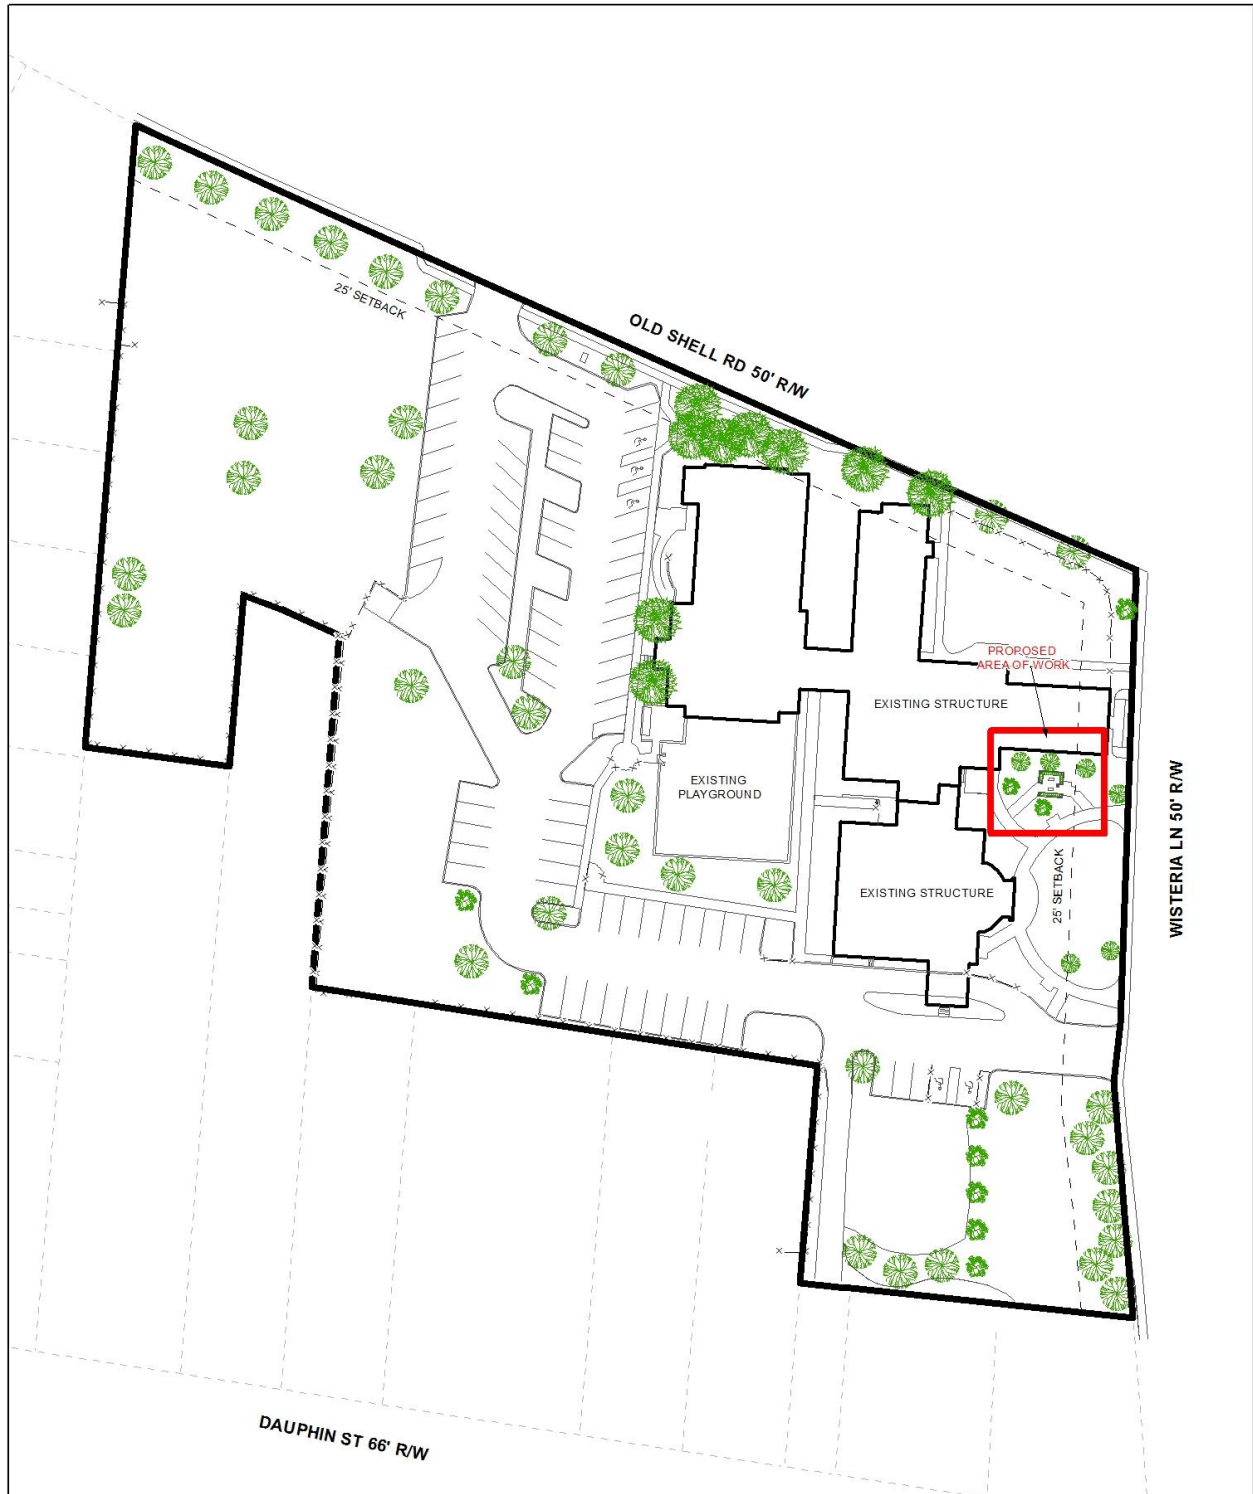 25' SETBACK
OLD SHELL RD 50' R/W
PROPOSED
AREA OF WORK
EXISTING STRUCTURE
EXISTING
PLAYGROUND
WISTERIA LN 50' R/W
25' SETBACK
EXISTING STRUCTURE
DAUPHIN ST 66' R/W